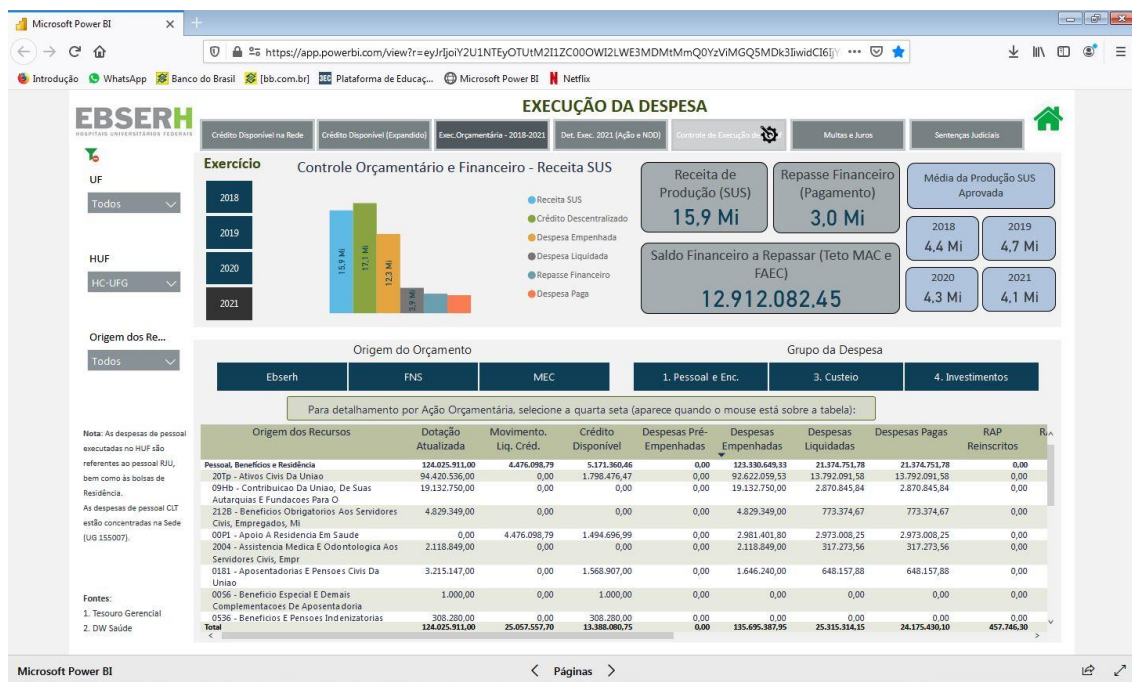 Microsoft Power BI
https://app.powerbi.com/view?r=
Introdução WhatsApp Banco do Brasil [bb.com.br] Plataforma de Educaç... Microsoft Power BI Netflix
EBSERH
HOSPITAIS UNIVERSITÁRIOS FEDERAIS
EXECUÇÃO DA DESPESA
Crédito Disponível na Rede
Crédito Disponível (Expandido)
Exec.Orçamentária - 2018-2021
Det. Exec. 2021 (Ação e NDD)
Controle de Execução
Multas e Juros
Sentenças Judiciais
UF
Todos
HUF
HC-UFG
Origem dos Re...
Todos
Nota: As despesas de pessoal
executadas no HUF são
referentes ao pessoal RJU,
bem como às bolsas de
Residência.
As despesas de pessoal CLT
estão concentradas na Sede
(UG 155007).
Fontes:
1. Tesouro Gerencial
2. DW Saúde
Exercício
2018
2019
2020
2021
Controle Orçamentário e Financeiro - Receita SUS
15,9 Mi
17,1 Mi
12,3 Mi
3,9 Mi
Receita SUS
Crédito Descentralizado
Despesa Empenhada
Despesa Liquidada
Repasse Financeiro
Despesa Paga
Receita de
Produção (SUS)
15,9 Mi
Repasse Financeiro
(Pagamento)
3,0 Mi
Saldo Financeiro a Repassar (Teto MAC e
FAEC)
12.912.082,45
Média da Produção SUS
Aprovada
2018
4,4 Mi
2019
4,7 Mi
2020
4,3 Mi
2021
4,1 Mi
Origem do Orçamento
Ebserh
FNS
MEC
Grupo da Despesa
1. Pessoal e Enc.
3. Custeio
4. Investimentos
Para detalhamento por Ação Orçamentária, selecione a quarta seta (aparece quando o mouse está sobre a tabela):
Origem dos Recursos Dotação Movimento. Crédito Despesas Pré- Despesas Despesas Despesas Pagas RAP R
Atualizada Liq. Créd. Disponível Empenhadas Empenhadas Liquidadas Reinscritos
Pessoal, Benefícios e Residência 124.025.911,00 4.476.098,79 5.171.360,46 0,00 123.330.649,33 21.374.751,78 21.374.751,78 0,00
20Tp - Ativos Civis Da Uniao 94.420.536,00 0,00 1.798.476,47 0,00 92.622.059,53 13.792.091,58 13.792.091,58 0,00
09Hb - Contribuicao Da Uniao, De Suas 19.132.750,00 0,00 0,00 0,00 19.132.750,00 2.870.845,84 2.870.845,84 0,00
Autarquias E Fundacoes Para O
212B - Beneficios Obrigatorios Aos Servidores 4.829.349,00 0,00 0,00 0,00 4.829.349,00 773.374,67 773.374,67 0,00
Civis, Empregados, Mi
00P1 - Apoio A Residencia Em Saude 0,00 4.476.098,79 1.494.696,99 0,00 2.981.401,80 2.973.008,25 2.973.008,25 0,00
2004 - Assistencia Medica E Odontologica Aos 2.118.849,00 0,00 0,00 0,00 2.118.849,00 317.273,56 317.273,56 0,00
Servidores Civis, Empr
0181 - Aposentadorias E Pensoes Civis Da 3.215.147,00 0,00 1.568.907,00 0,00 1.646.240,00 648.157,88 648.157,88 0,00
Uniao
0056 - Beneficio Especial E Demais 1.000,00 0,00 1.000,00 0,00 0,00 0,00 0,00 0,00
Complementacoes De Aposentadoria
0536 - Beneficios E Pensoes Indenizatorias 308.280,00 0,00 308.280,00 0,00 0,00 0,00 0,00 0,00
Total 124.025.911,00 25.057.557,70 13.388.080,75 0,00 135.695.387,95 25.315.314,15 24.175.430,10 457.746,30
Microsoft Power BI
Páginas